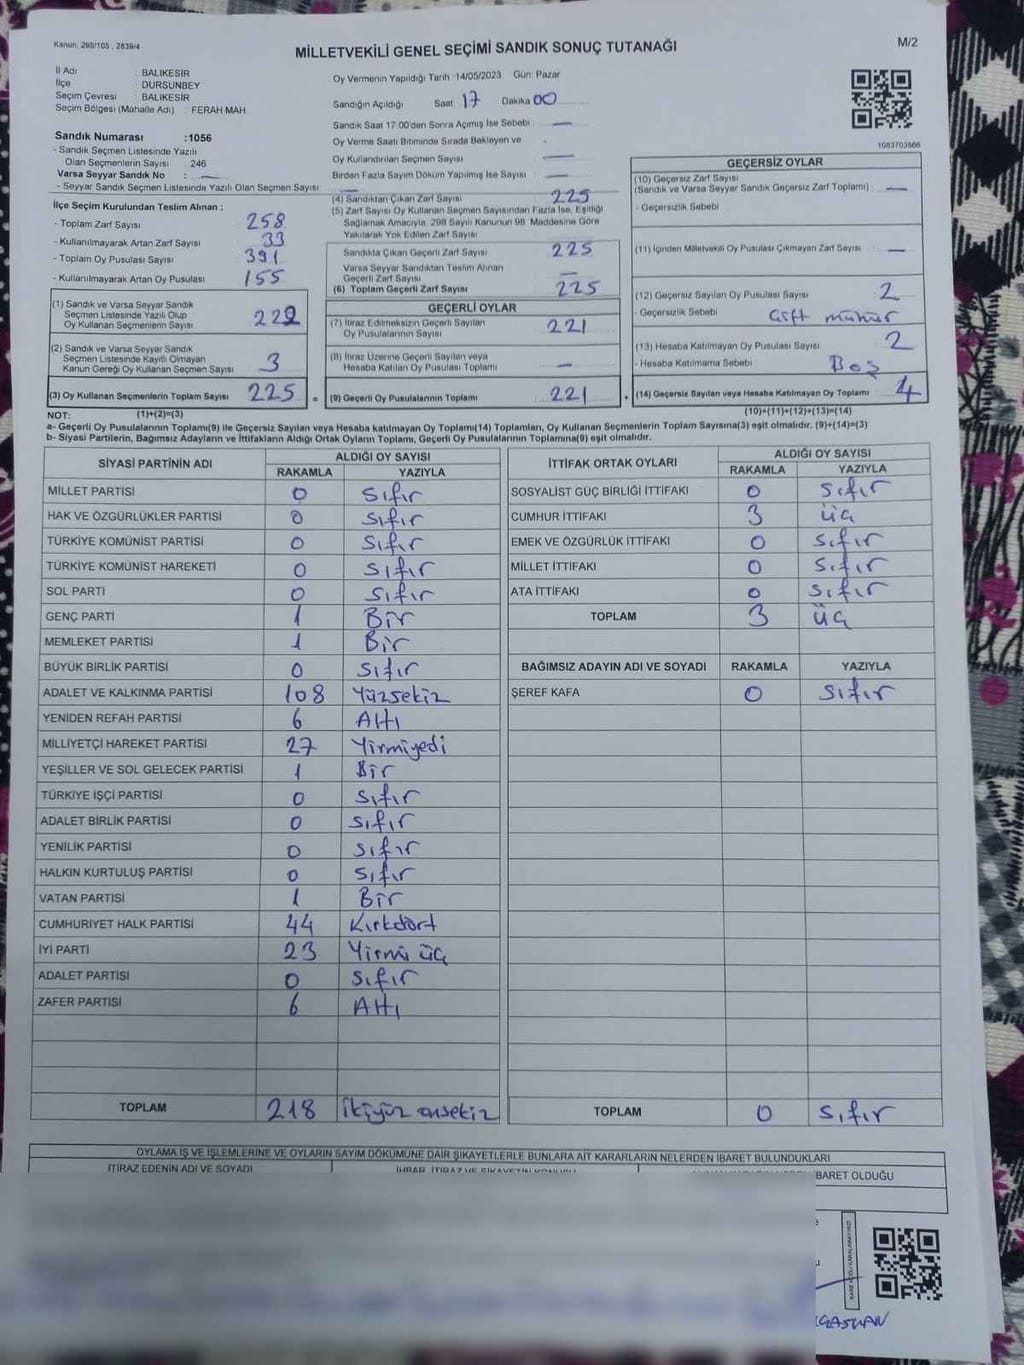 Kanun: 298/105 , 2839/4
MİLLETVEKİLİ GENEL SEÇİMİ SANDIK SONUÇ TUTANAĞI
M/2
İl Adı : BALIKESİR
İlçe : DURSUNBEY
Seçim Çevresi : BALIKESİR
Seçim Bölgesi (Mahalle Adı) : FERAH MAH.
Sandık Numarası :1056
- Sandık Seçmen Listesinde Yazılı
Olan Seçmenlerin Sayısı : 246
Varsa Seyyar Sandık No : —
- Seyyar Sandık Seçmen Listesinde Yazılı Olan Seçmen Sayısı: —
Oy Vermenin Yapıldığı Tarih 14/05/2023 Gün: Pazar
Sandığın Açıldığı Saat 17 Dakika 00
Sandık Saat 17.00'den Sonra Açılmış İse Sebebi : —
Oy Verme Saati Bitiminde Sırada Bekleyen ve
Oy Kullandırılan Seçmen Sayısı : —
Birden Fazla Sayım Döküm Yapılmış İse Sayısı : —
1083703566
İlçe Seçim Kurulundan Teslim Alınan :
- Toplam Zarf Sayısı : 258
- Kullanılmayarak Artan Zarf Sayısı : 33
- Toplam Oy Pusulası Sayısı : 391
- Kullanılmayarak Artan Oy Pusulası : 155
(4) Sandıktan Çıkan Zarf Sayısı : 225
(5) Zarf Sayısı Oy Kullanan Seçmen Sayısından Fazla İse, Eşitliği
Sağlamak Amacıyla, 298 Sayılı Kanunun 98. Maddesine Göre
Yakılarak Yok Edilen Zarf Sayısı :
Sandıkta Çıkan Geçerli Zarf Sayısı : 225
Varsa Seyyar Sandıktan Teslim Alınan
Geçerli Zarf Sayısı : —
(6) Toplam Geçerli Zarf Sayısı : 225
GEÇERSİZ OYLAR
(10) Geçersiz Zarf Sayısı
(Sandık ve Varsa Seyyar Sandık Geçersiz Zarf Toplamı) : —
- Geçersizlik Sebebi :
(11) İçinden Milletvekili Oy Pusulası Çıkmayan Zarf Sayısı : —
(12) Geçersiz Sayılan Oy Pusulası Sayısı : 2
- Geçersizlik Sebebi : Çift mühür
(13) Hesaba Katılmayan Oy Pusulası Sayısı : 2
- Hesaba Katılmama Sebebi : Boş
(14) Geçersiz Sayılan veya Hesaba Katılmayan Oy Toplamı : 4
(10)+(11)+(12)+(13)=(14)
(1) Sandık ve Varsa Seyyar Sandık
Seçmen Listesinde Yazılı Olup
Oy Kullanan Seçmenlerin Sayısı : 222
(2) Sandık ve Varsa Seyyar Sandık
Seçmen Listesinde Kayıtlı Olmayan
Kanun Gereği Oy Kullanan Seçmen Sayısı : 3
(3) Oy Kullanan Seçmenlerin Toplam Sayısı : 225
GEÇERLİ OYLAR
(7) İtiraz Edilmeksizin Geçerli Sayılan
Oy Pusulalarının Sayısı : 221
(8) İtiraz Üzerine Geçerli Sayılan veya
Hesaba Katılan Oy Pusulası Toplamı : —
(9) Geçerli Oy Pusulalarının Toplamı : 221
NOT: (1)+(2)=(3)
a- Geçerli Oy Pusulalarının Toplamı(9) ile Geçersiz Sayılan veya Hesaba katılmayan Oy Toplamı(14) Toplamları, Oy Kullanan Seçmenlerin Toplam Sayısına(3) eşit olmalıdır. (9)+(14)=(3)
b- Siyasi Partilerin, Bağımsız Adayların ve İttifakların Aldığı Ortak Oyların Toplamı, Geçerli Oy Pusulalarının Toplamına(9) eşit olmalıdır.
SİYASİ PARTİNİN ADI ALDIĞI OY SAYISI
RAKAMLA YAZIYLA
MİLLET PARTİSİ 0 Sıfır
HAK VE ÖZGÜRLÜKLER PARTİSİ 0 Sıfır
TÜRKİYE KOMÜNİST PARTİSİ 0 Sıfır
TÜRKİYE KOMÜNİST HAREKETİ 0 Sıfır
SOL PARTİ 0 Sıfır
GENÇ PARTİ 1 Bir
MEMLEKET PARTİSİ 1 Bir
BÜYÜK BİRLİK PARTİSİ 0 Sıfır
ADALET VE KALKINMA PARTİSİ 108 Yüzsekiz
YENİDEN REFAH PARTİSİ 6 Altı
MİLLİYETÇİ HAREKET PARTİSİ 27 Yirmiyedi
YEŞİLLER VE SOL GELECEK PARTİSİ 1 Bir
TÜRKİYE İŞÇİ PARTİSİ 0 Sıfır
ADALET BİRLİK PARTİSİ 0 Sıfır
YENİLİK PARTİSİ 0 Sıfır
HALKIN KURTULUŞ PARTİSİ 0 Sıfır
VATAN PARTİSİ 1 Bir
CUMHURİYET HALK PARTİSİ 44 Kırkdört
İYİ PARTİ 23 Yirmi üç
ADALET PARTİSİ 0 Sıfır
ZAFER PARTİSİ 6 Altı
TOPLAM 218 İkiyüz onsekiz
İTTİFAK ORTAK OYLARI ALDIĞI OY SAYISI
RAKAMLA YAZIYLA
SOSYALİST GÜÇ BİRLİĞİ İTTİFAKI 0 Sıfır
CUMHUR İTTİFAKI 3 üç
EMEK VE ÖZGÜRLÜK İTTİFAKI 0 Sıfır
MİLLET İTTİFAKI 0 Sıfır
ATA İTTİFAKI 0 Sıfır
TOPLAM 3 üç
BAĞIMSIZ ADAYIN ADI VE SOYADI RAKAMLA YAZIYLA
ŞEREF KAFA 0 Sıfır
TOPLAM 0 Sıfır
OYLAMA İŞ VE İŞLEMLERİNE VE OYLARIN SAYIM DÖKÜMÜNE DAİR ŞİKAYETLERLE BUNLARA AİT KARARLARIN NELERDEN İBARET BULUNDUKLARI
İTİRAZ EDENİN ADI VE SOYADI
İHBAR, İTİRAZ VE ŞİKAYETİN KONUSU
BARET OLDUĞU